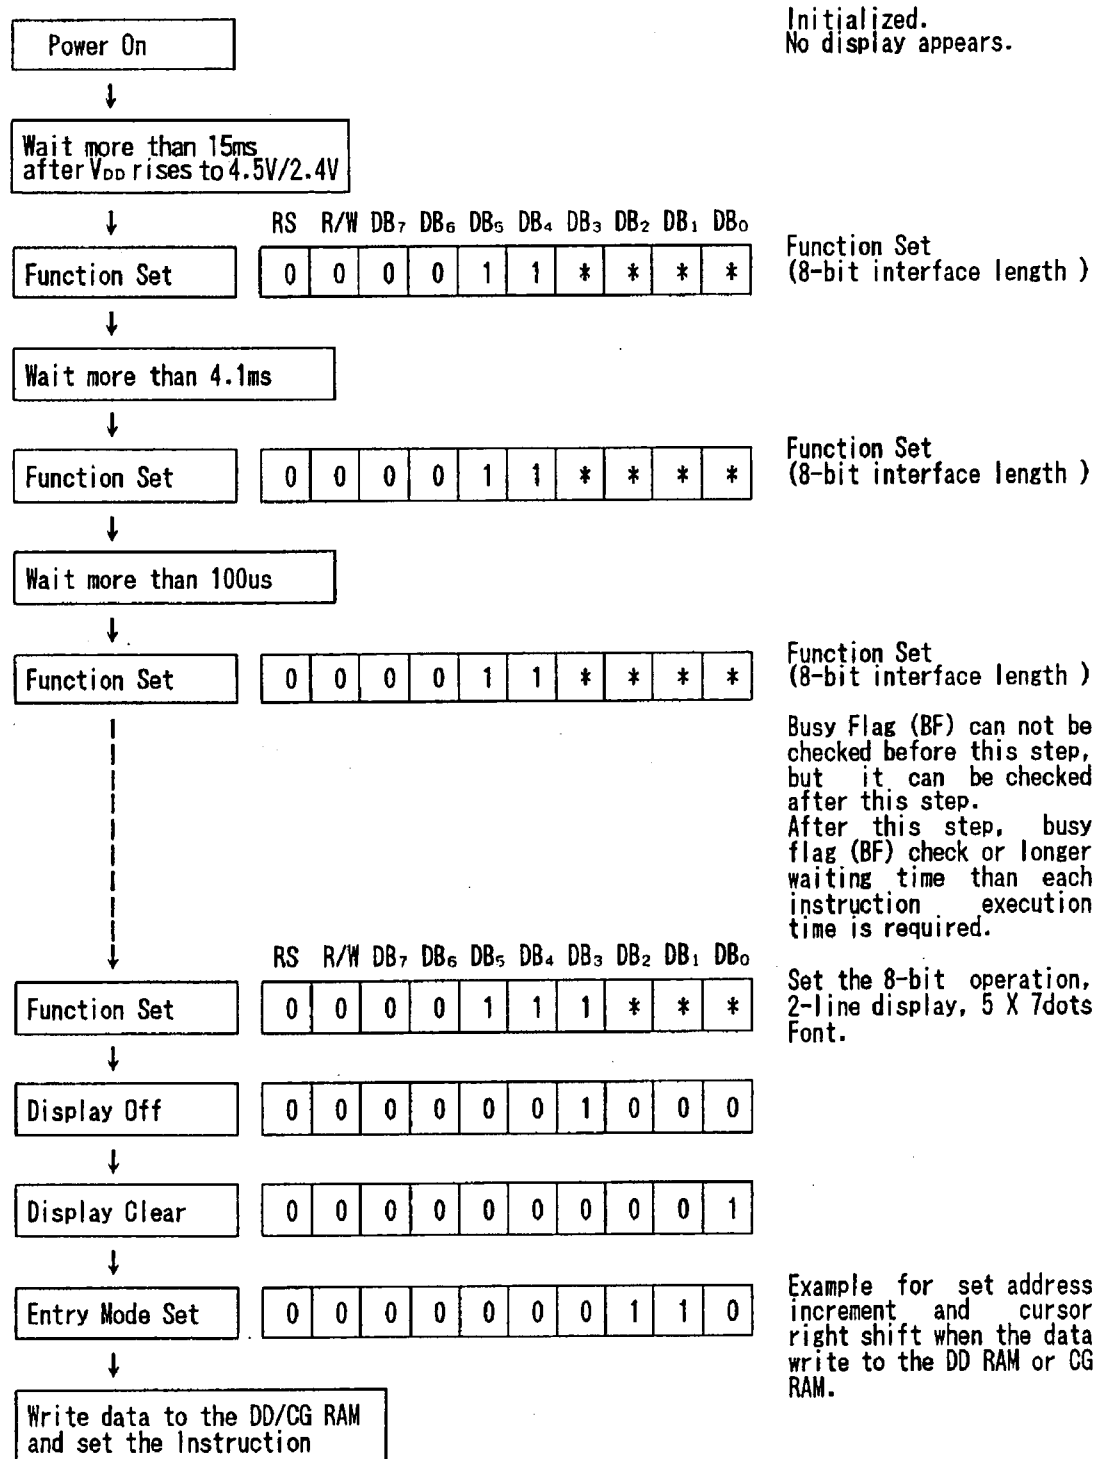 Power On
Initialized.
No display appears.
Wait more than 15ms
after VDD rises to 4.5V/2.4V
RS R/W DB7 DB6 DB5 DB4 DB3 DB2 DB1 DB0
Function Set 0 0 0 0 1 1 * * * *
Function Set
(8-bit interface length )
Wait more than 4.1ms
Function Set 0 0 0 0 1 1 * * * *
Function Set
(8-bit interface length )
Wait more than 100us
Function Set 0 0 0 0 1 1 * * * *
Function Set
(8-bit interface length )
Busy Flag (BF) can not be
checked before this step,
but it can be checked
after this step.
After this step, busy
flag (BF) check or longer
waiting time than each
instruction execution
time is required.
RS R/W DB7 DB6 DB5 DB4 DB3 DB2 DB1 DB0
Function Set 0 0 0 0 1 1 1 * * *
Set the 8-bit operation,
2-line display, 5 X 7dots
Font.
Display Off 0 0 0 0 0 0 1 0 0 0
Display Clear 0 0 0 0 0 0 0 0 0 1
Entry Mode Set 0 0 0 0 0 0 0 1 1 0
Example for set address
increment and cursor
right shift when the data
write to the DD RAM or CG
RAM.
Write data to the DD/CG RAM
and set the Instruction